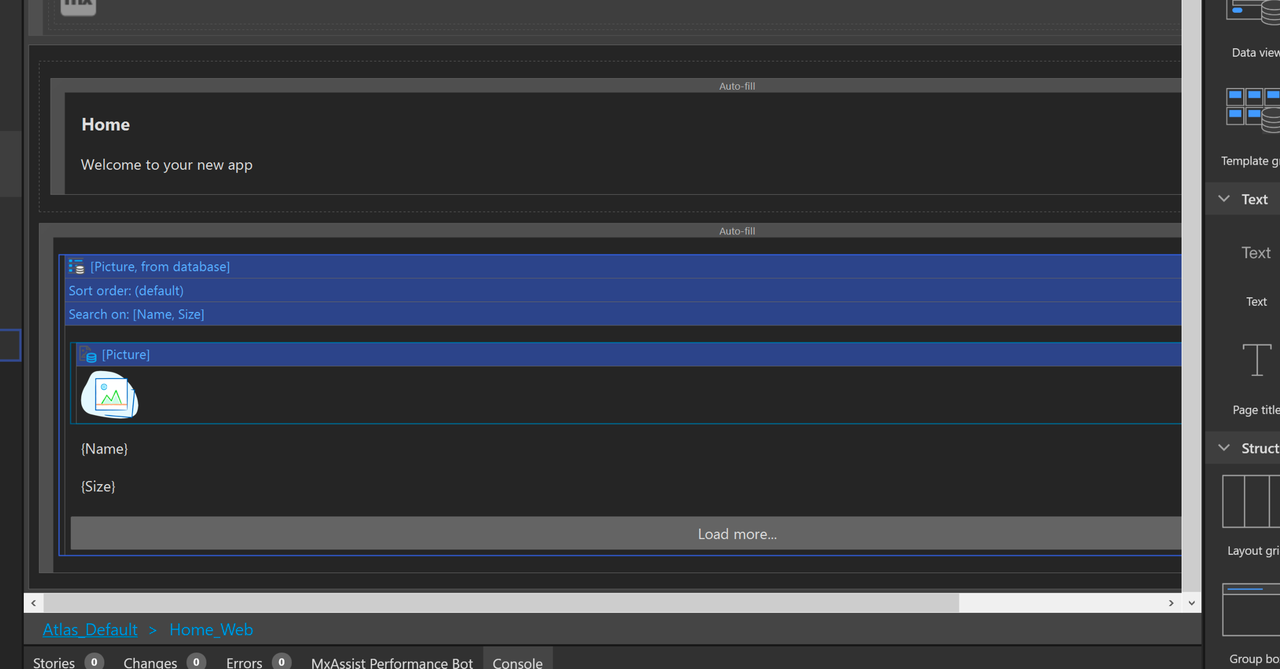 Data view
Auto-fill
Home
Template gr
Welcome to your new app
Text
Auto-fill
Text
[Picture, from database]
Sort order: (default)
Text
Search on: [Name, Size]
[Picture]
Page title
{Name}
Struct
{Size}
Load more...
Layout gri
Atlas_Default > Home_Web
Group bo
Stories 0 Changes 0 Errors 0 MxAssist Performance Bot Console